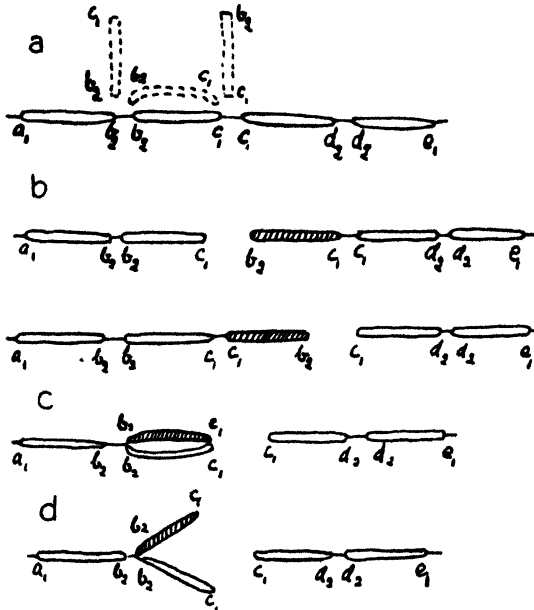 a
c₁ b₂
b₂ b₂ c₁ c₁
a₁ b₂ b₂ c₁ c₁ d₂ d₂ e₁
b
a₁ b₂ b₂ c₁ b₂ c₁ c₁ d₂ d₂ e₁
a₁ b₂ b₂ c₁ c₁ b₂ c₁ d₂ d₂ e₁
c
b₂ c₁
a₁ b₂ b₂ c₁ c₁ d₂ d₂ e₁
d
c₁
b₂
a₁ b₂ b₂ c₁ d₂ d₂ e₁
c₁